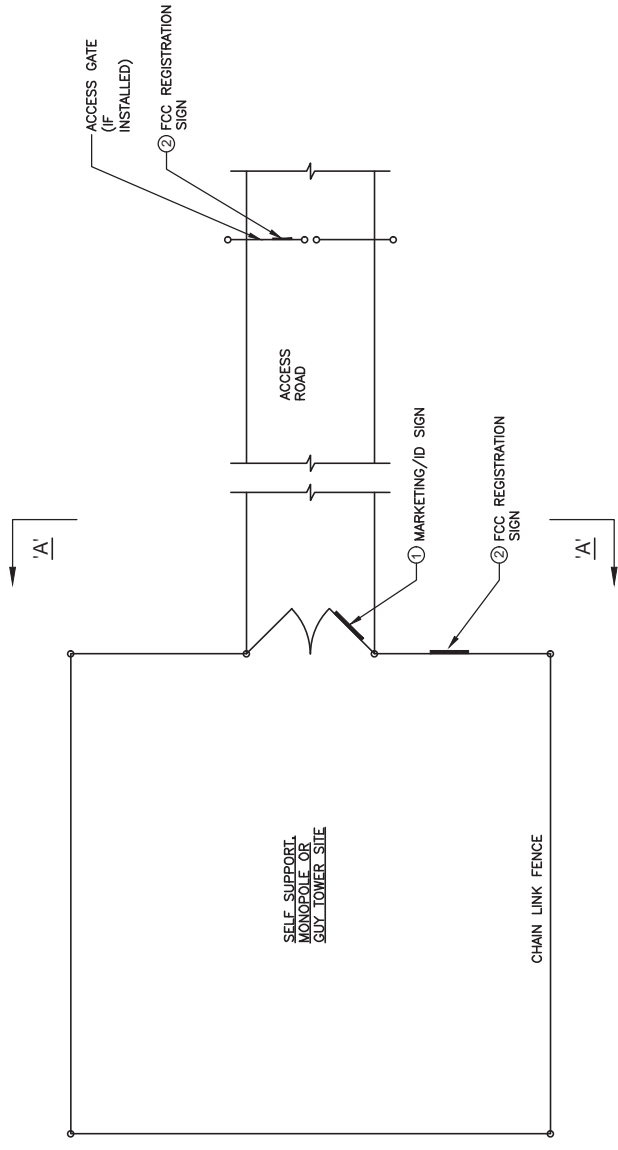 ACCESS GATE
(IF
INSTALLED)
2 FCC REGISTRATION
SIGN
ACCESS
ROAD
'A'
1 MARKETING/ID SIGN
2 FCC REGISTRATION
SIGN
'A'
SELF SUPPORT,
MONOPOLE OR
GUY TOWER SITE
CHAIN LINK FENCE